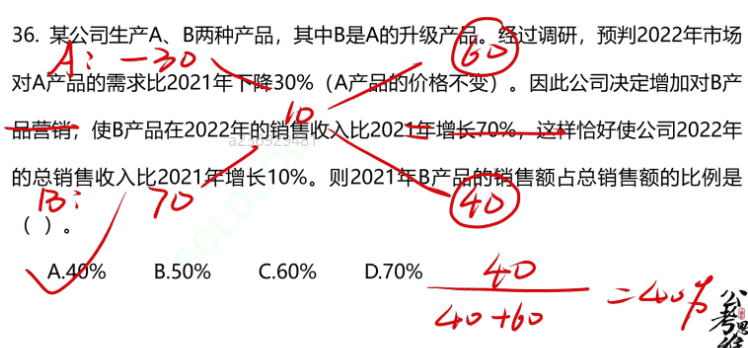 36. 某公司生产A、B两种产品，其中B是A的升级产品。经过调研，预判2022年市场
60
A: -30
对A产品的需求比2021年下降30%（A产品的价格不变）。因此公司决定增加对B产
10
品营销，使B产品在2022年的销售收入比2021年增长70%，这样恰好使公司2022年
a236929481
的总销售收入比2021年增长10%。则2021年B产品的销售额占总销售额的比例是
B: 70
40
（ ）。
A.40% B.50% C.60% D.70%
40
40+60
=40%
公考思维